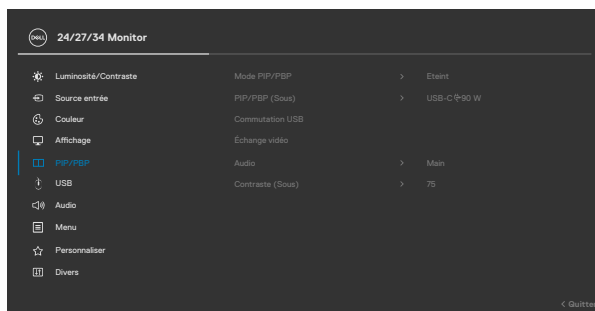 DELL 24/27/34 Monitor
Luminosité/Contraste Mode PIP/PBP > Eteint
Source entrée PIP/PBP (Sous) > USB-C 90 W
Couleur Commutation USB
Affichage Échange vidéo
PIP/PBP Audio > Main
USB Contraste (Sous) > 75
Audio
Menu
Personnaliser
Divers
< Quitter